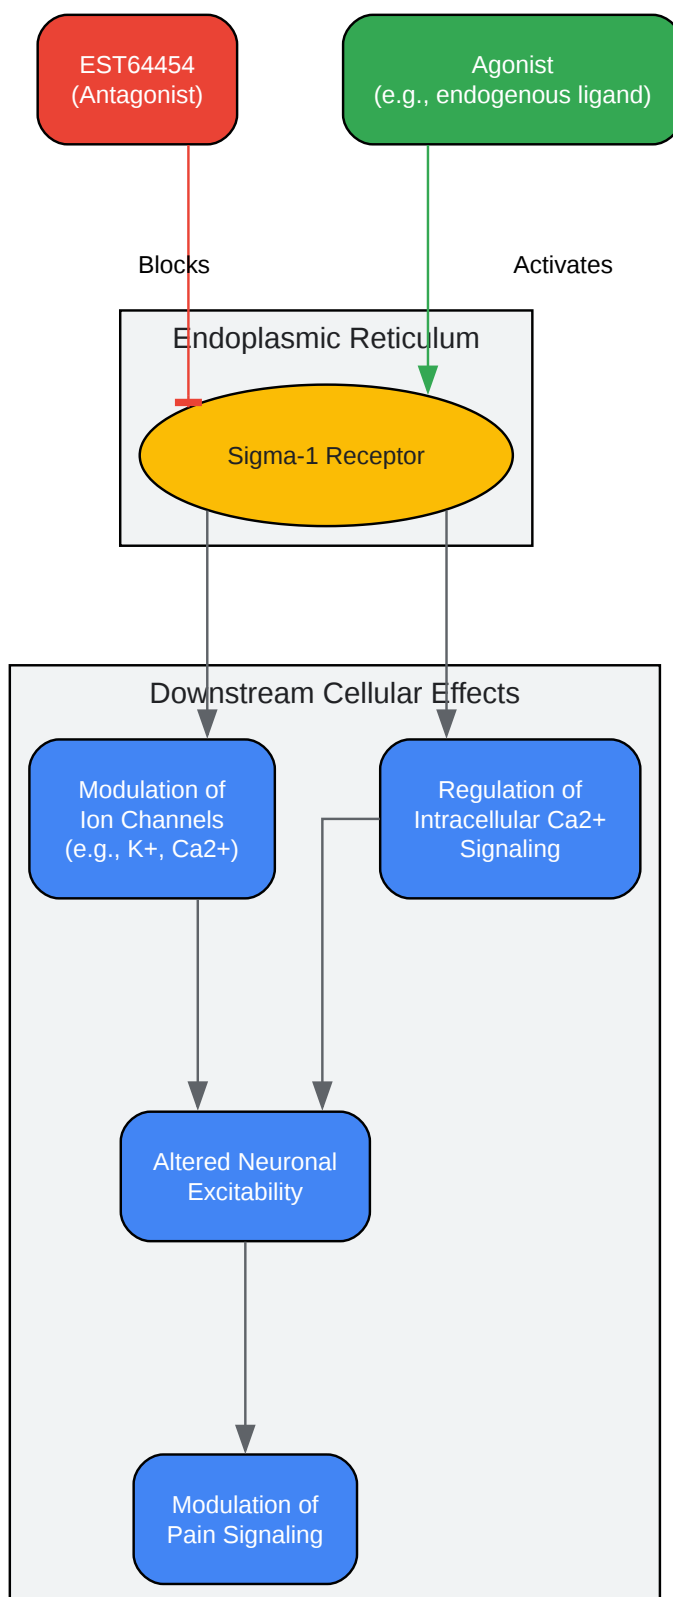 EST64454
(Antagonist)
Agonist
(e.g., endogenous ligand)
Blocks
Activates
Endoplasmic Reticulum
Sigma-1 Receptor
Downstream Cellular Effects
Modulation of
Ion Channels
(e.g., K+, Ca2+)
Regulation of
Intracellular Ca2+
Signaling
Altered Neuronal
Excitability
Modulation of
Pain Signaling